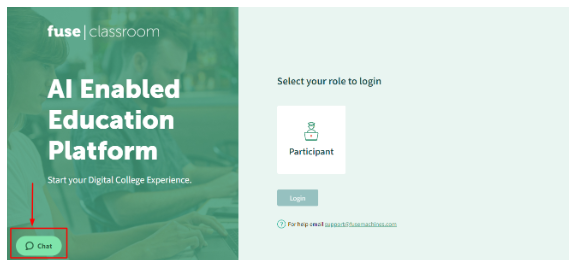 fuse | classroom
AI Enabled
Education
Platform
Start your Digital College Experience.
Chat
Select your role to login
Participant
Login
For help email support@fusemachines.com